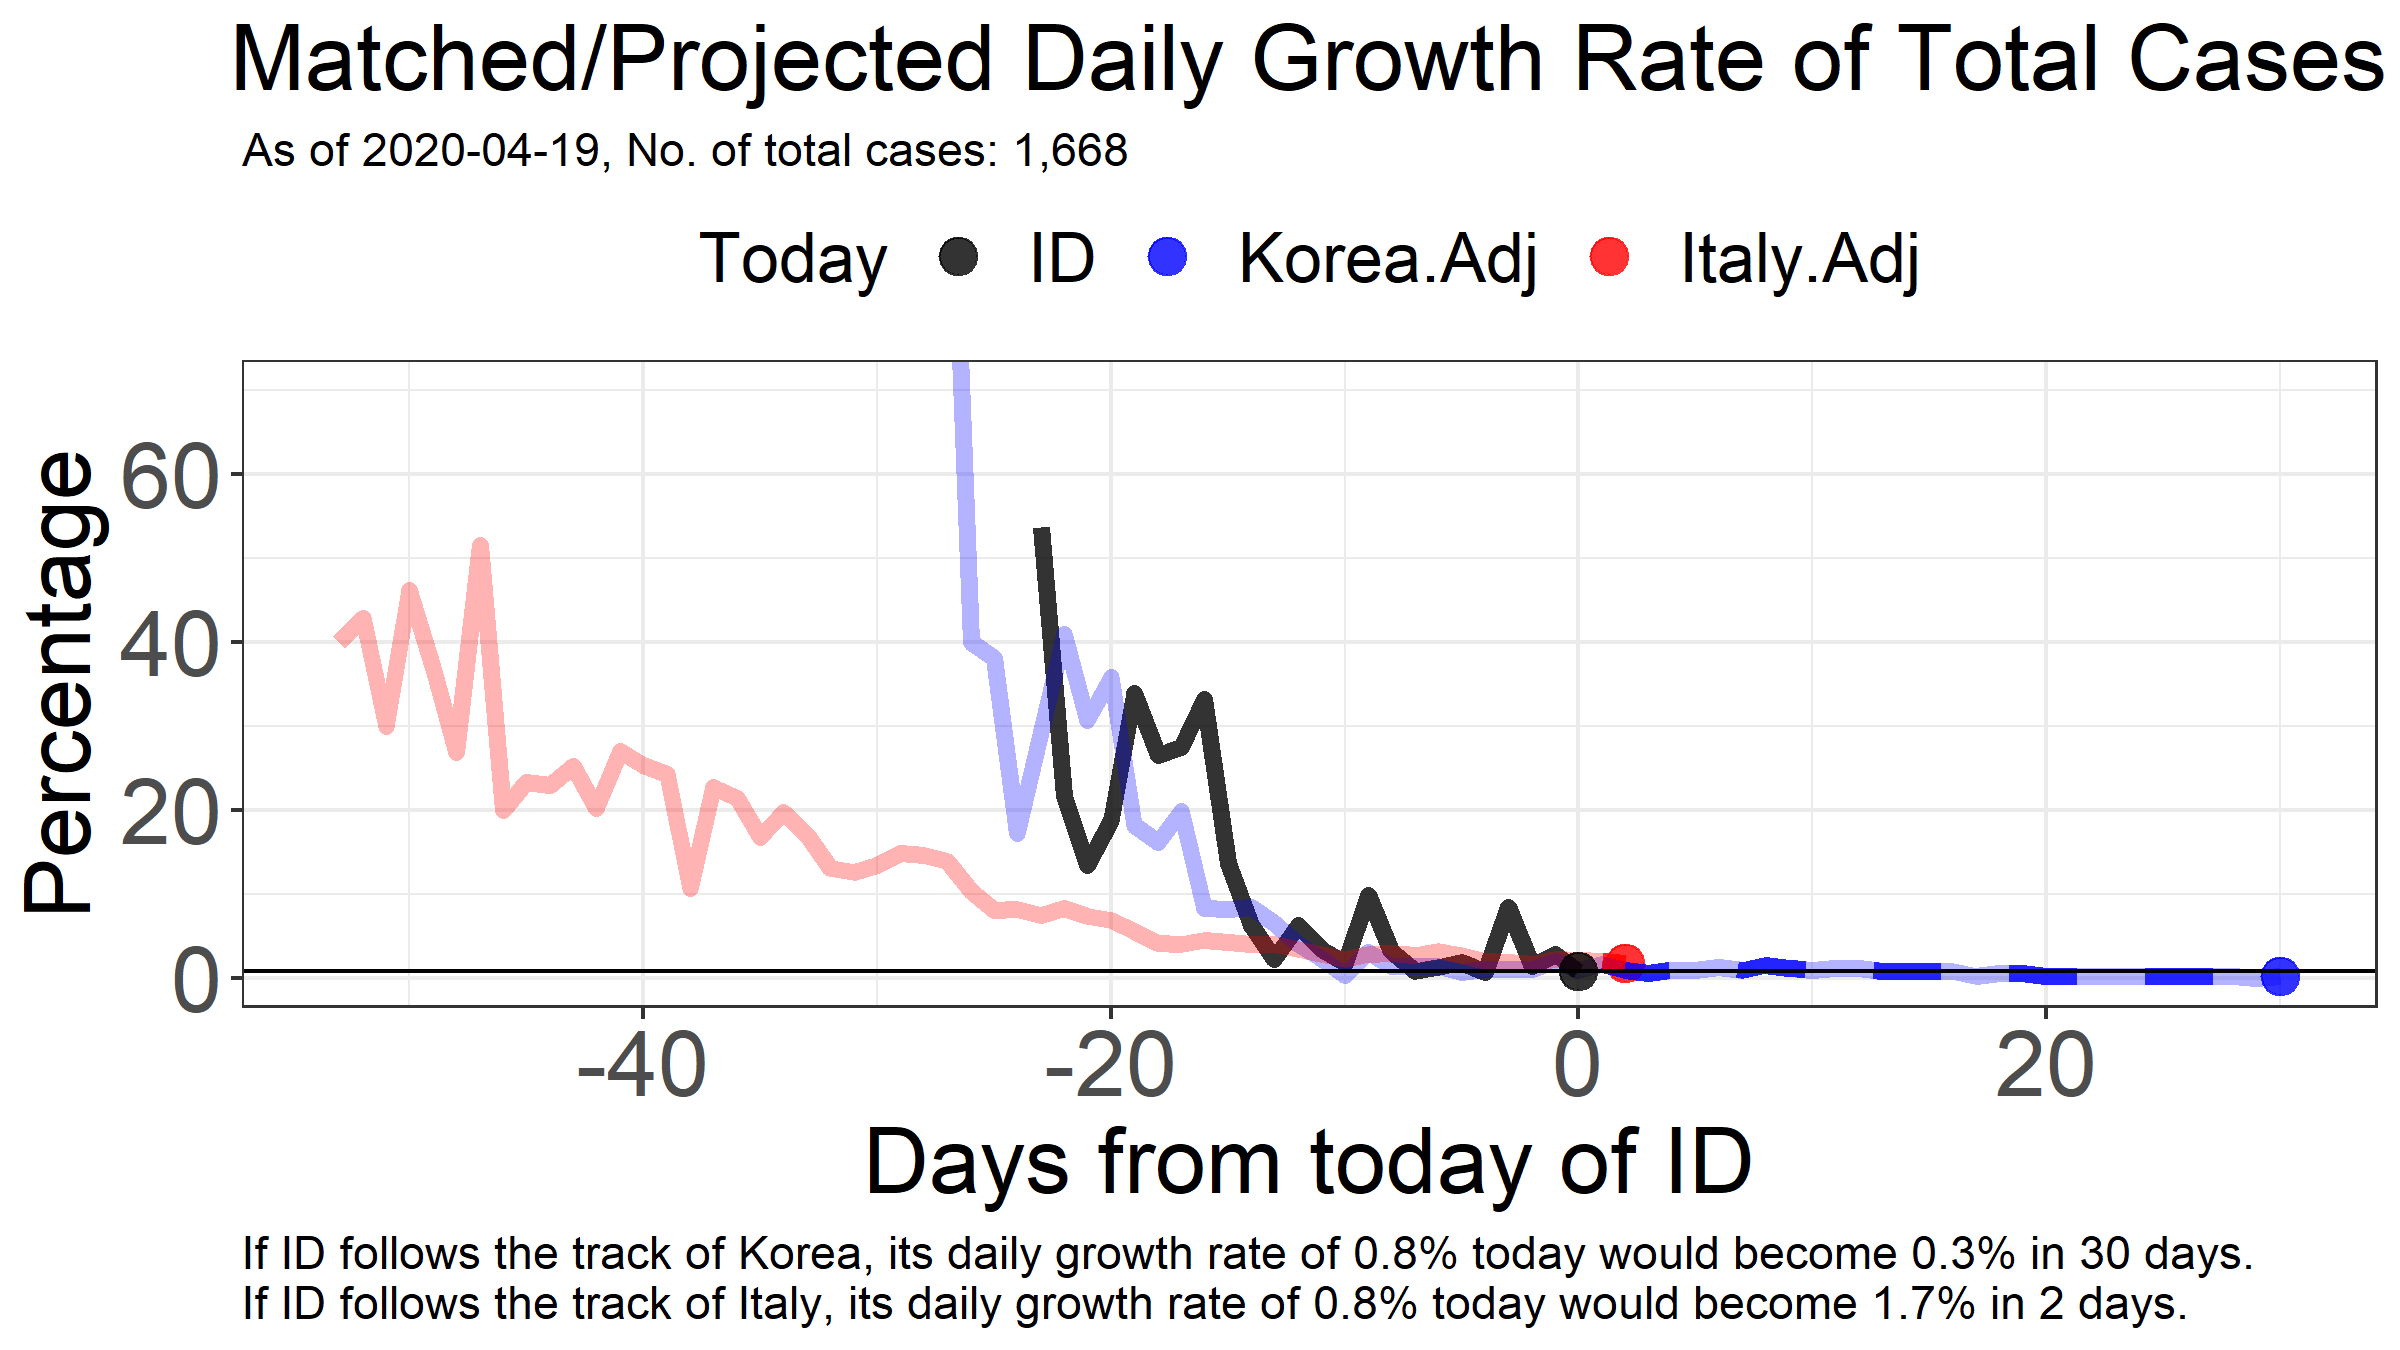 Matched/Projected Daily Growth Rate of Total Cases
As of 2020-04-19, No. of total cases: 1,668
Today ID Korea.Adj Italy.Adj
Percentage
60
40
20
0
-40 -20 0 20
Days from today of ID
If ID follows the track of Korea, its daily growth rate of 0.8% today would become 0.3% in 30 days.
If ID follows the track of Italy, its daily growth rate of 0.8% today would become 1.7% in 2 days.